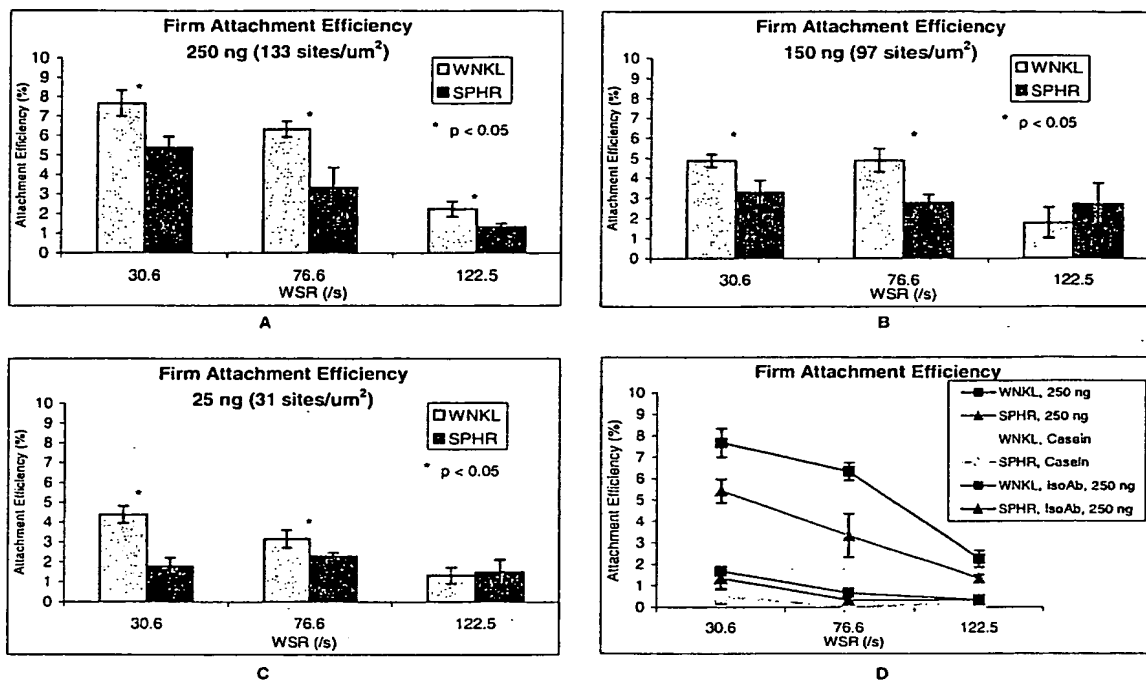 Firm Attachment Efficiency
250 ng (133 sites/um²)
Attachment Efficiency (%)
10
9
8
7
6
5
4
3
2
1
0
WNKL
SPHR
* p < 0.05
*
*
*
30.6 76.6 122.5
WSR (/s)
A
Firm Attachment Efficiency
150 ng (97 sites/um²)
Attachment Efficiency (%)
10
9
8
7
6
5
4
3
2
1
0
WNKL
SPHR
* p < 0.05
*
*
30.6 76.6 122.5
WSR (/s)
B
Firm Attachment Efficiency
25 ng (31 sites/um²)
Attachment Efficiency (%)
10
9
8
7
6
5
4
3
2
1
0
WNKL
SPHR
* p < 0.05
*
*
30.6 76.6 122.5
WSR (/s)
C
Firm Attachment Efficiency
Attachment Efficiency (%)
10
9
8
7
6
5
4
3
2
1
0
WNKL, 250 ng
SPHR, 250 ng
WNKL, Casein
SPHR, Casein
WNKL, IsoAb, 250 ng
SPHR, IsoAb, 250 ng
30.6 76.6 122.5
WSR (/s)
D